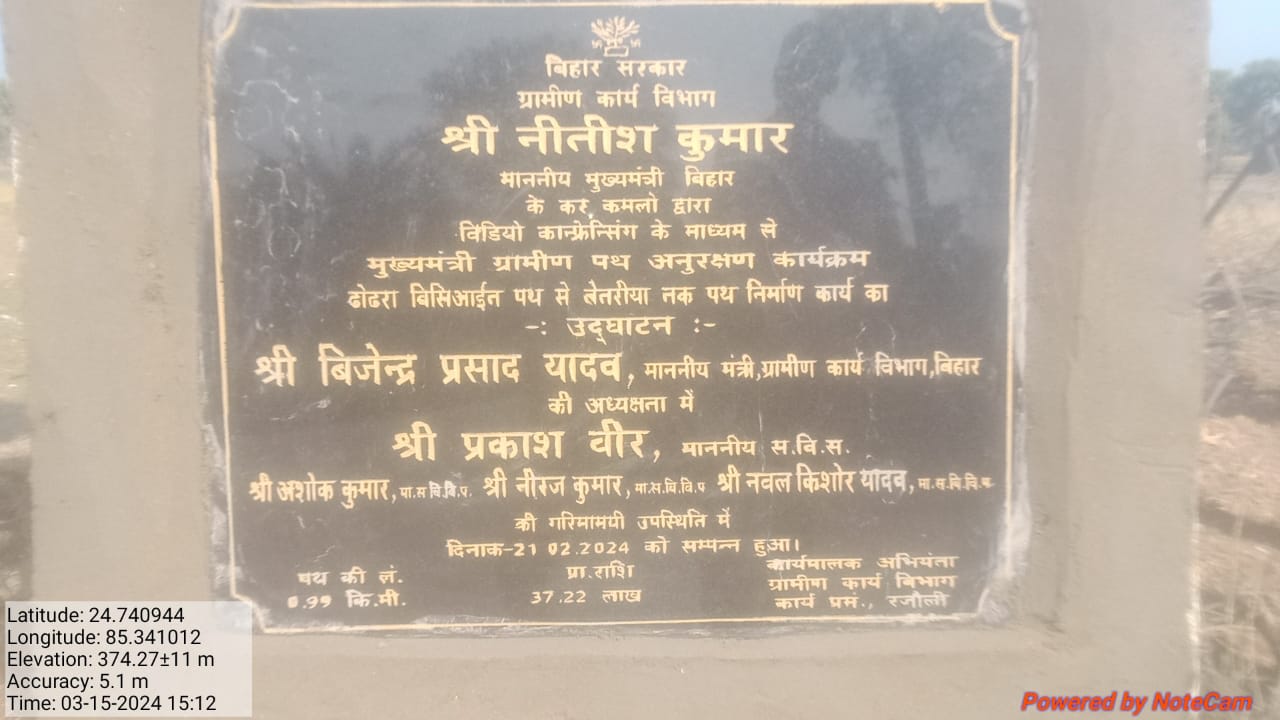 बिहार सरकार
ग्रामीण कार्य विभाग
श्री नीतीश कुमार
माननीय मुख्यमंत्री बिहार
के कर कमलो द्वारा
विडियो कान्फ्रेन्सिंग के माध्यम से
मुख्यमंत्री ग्रामीण पथ अनुरक्षण कार्यक्रम
ढोढरा बिसिआईत पथ से लेतरीया तक पथ निर्माण कार्य का
-: उद्घाटन :-
श्री बिजेन्द्र प्रसाद यादव, माननीय मंत्री,ग्रामीण कार्य विभाग,बिहार
की अध्यक्षता में
श्री प्रकाश वीर, माननीय स.वि.स.
श्री अशोक कुमार, मा.स.वि.वि.प. श्री नीरज कुमार, मा.स.वि.वि.प श्री नवल किशोर यादव, मा.स.वि.वि.प.
की गरिमामयी उपस्थिति में
दिनाक-21 02.2024 को सम्पन्न हुआ।
पथ की लं. प्रा.राशि कार्यपालक अभियंता
0.99 कि.मी. 37.22 लाख ग्रामीण कार्य विभाग
कार्य प्रमं., रजौली
Latitude: 24.740944
Longitude: 85.341012
Elevation: 374.27±11 m
Accuracy: 5.1 m
Time: 03-15-2024 15:12
Powered by NoteCam